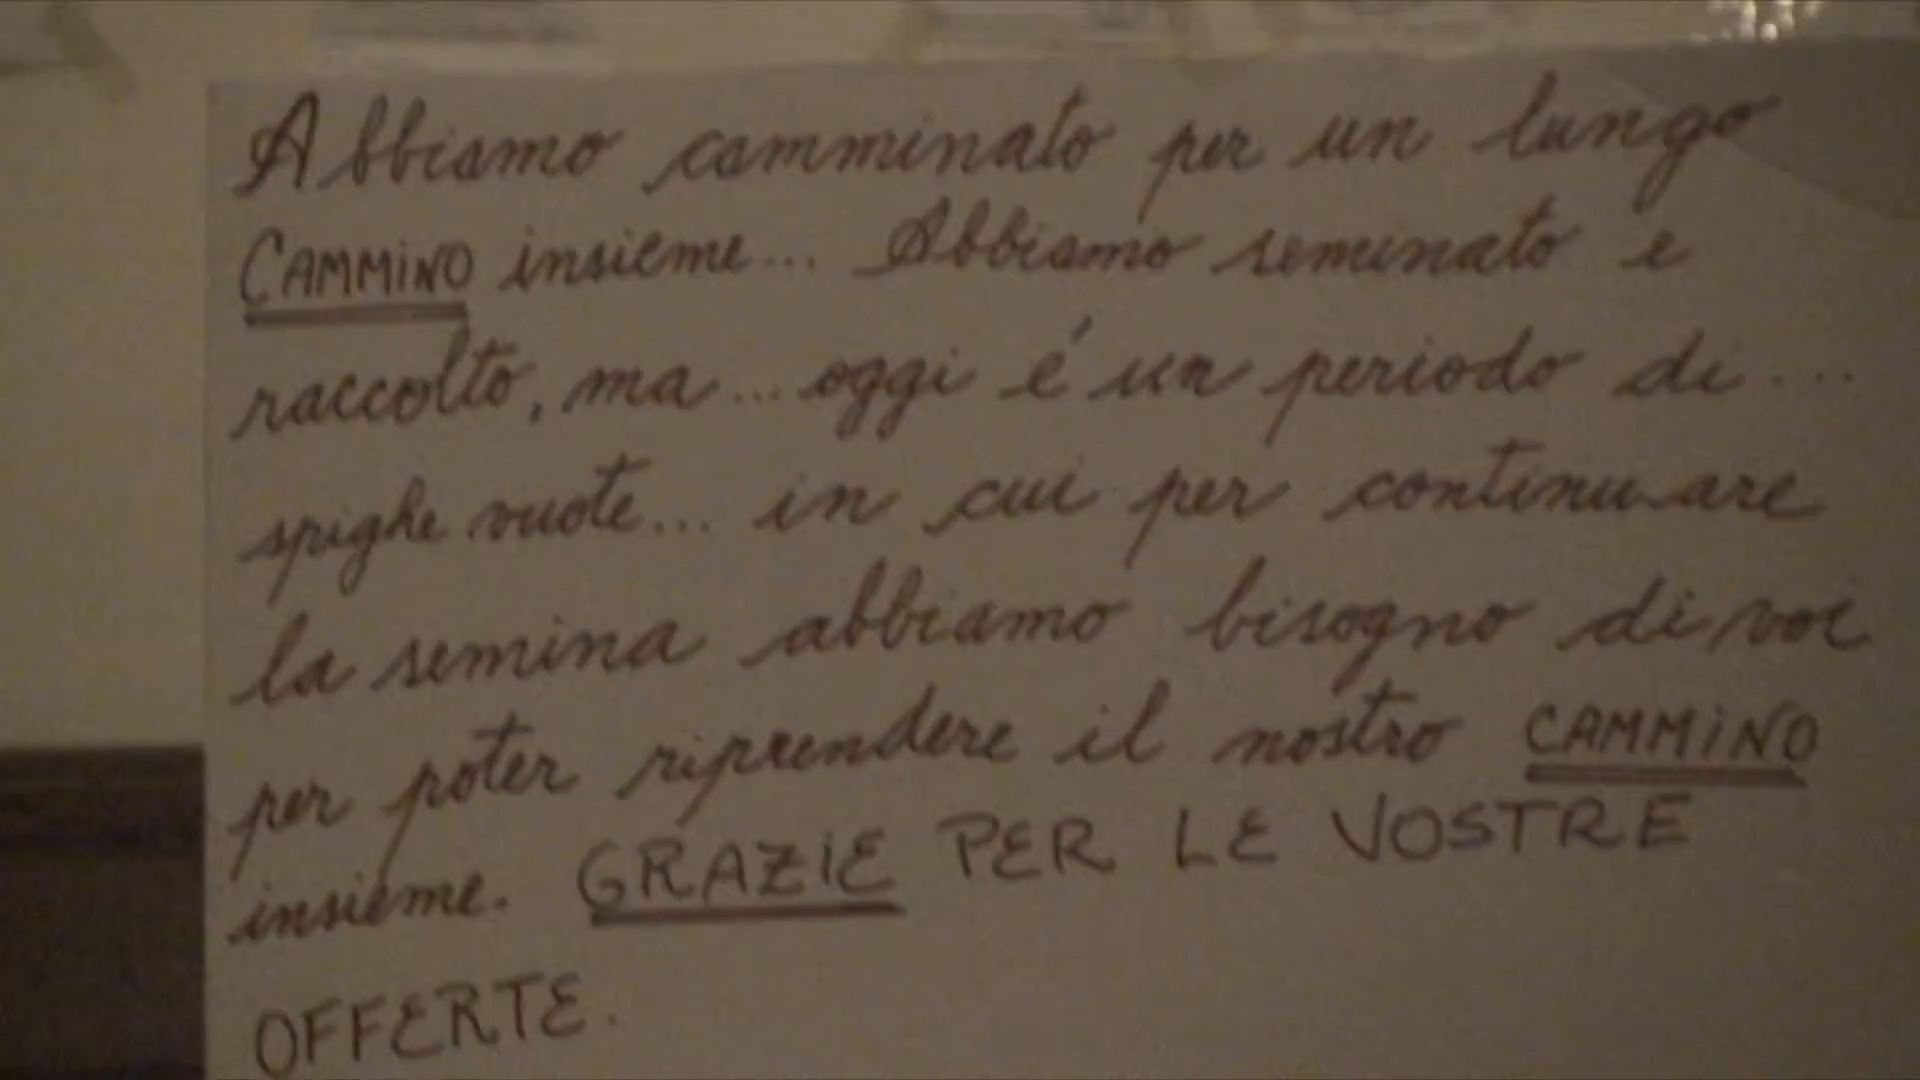 Abbiamo camminato per un lungo
CAMMINO insieme... Abbiamo seminato e
raccolto, ma... oggi é un periodo di...
spighe vuote... in cui per continuare
la semina abbiamo bisogno di voi
per poter riprendere il nostro CAMMINO
insieme. GRAZIE PER LE VOSTRE
OFFERTE.